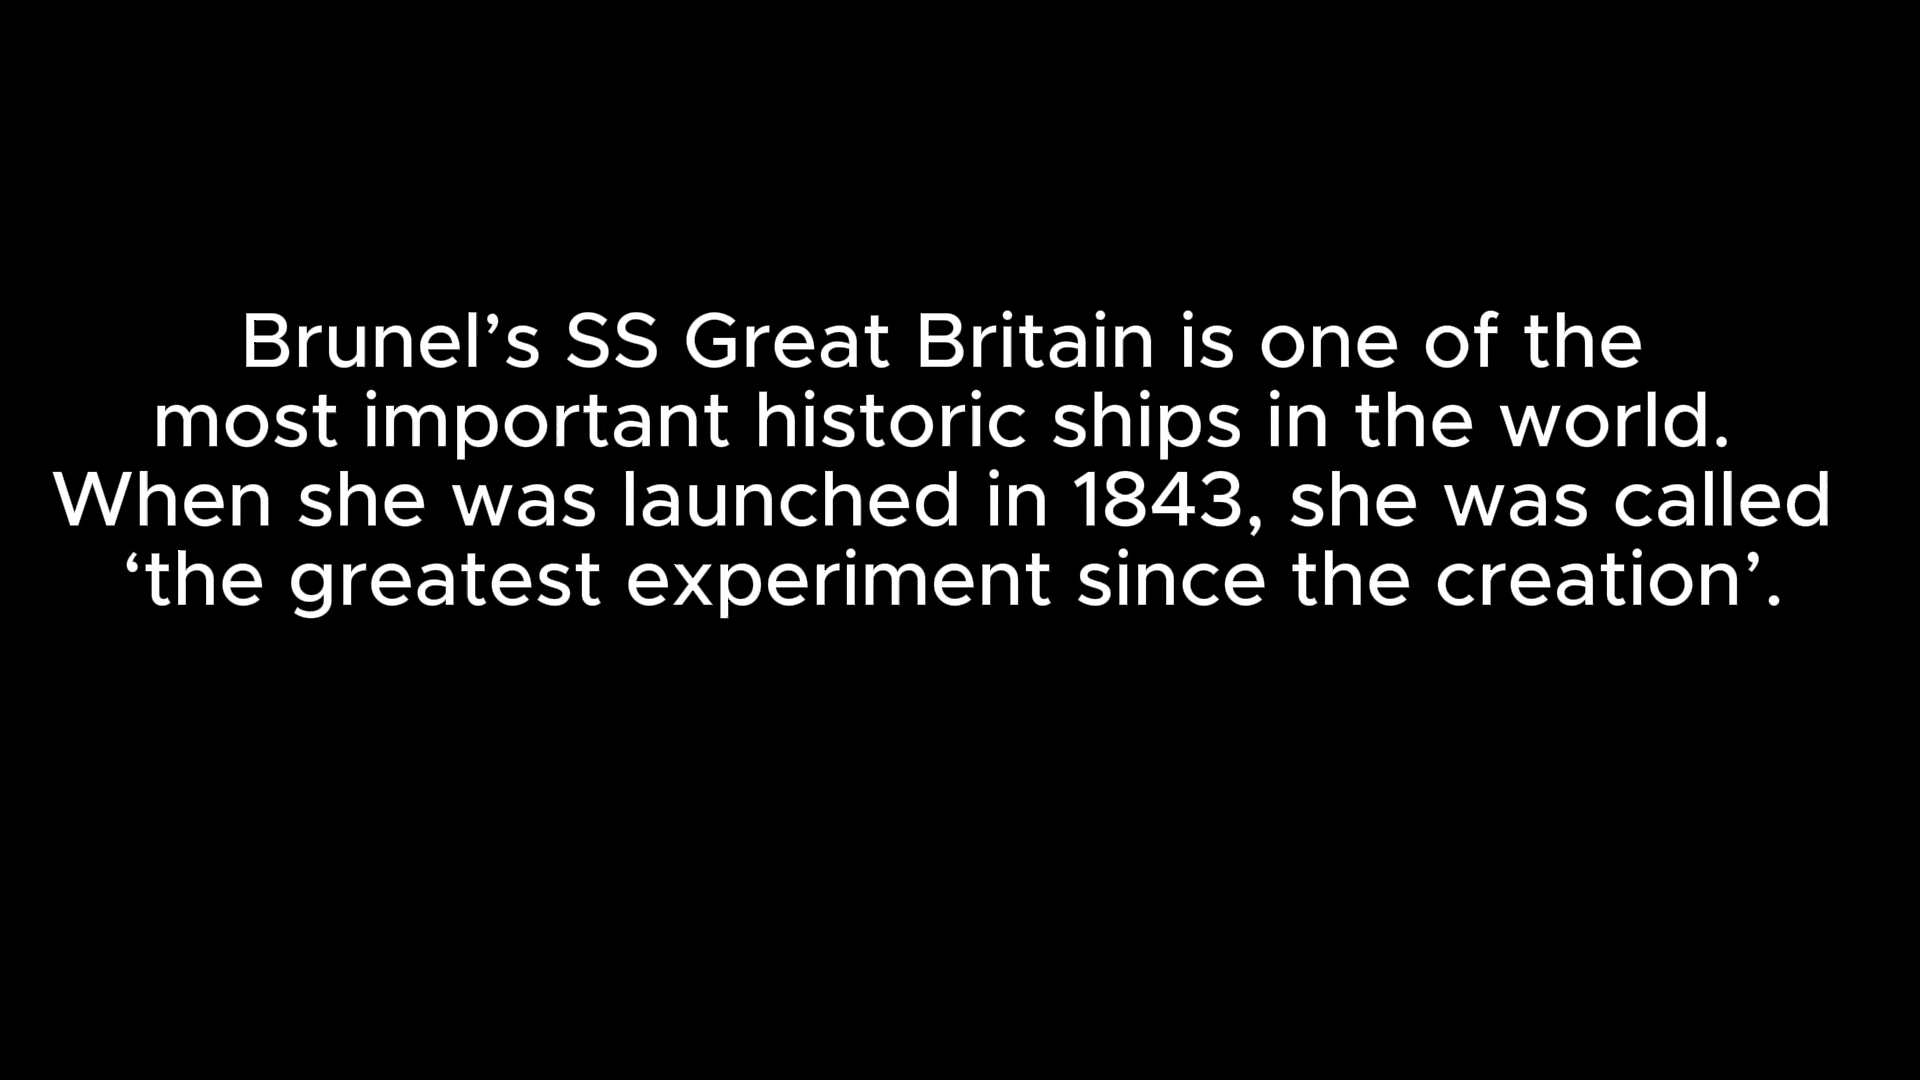 Brunel’s SS Great Britain is one of the
most important historic ships in the world.
When she was launched in 1843, she was called
‘the greatest experiment since the creation’.